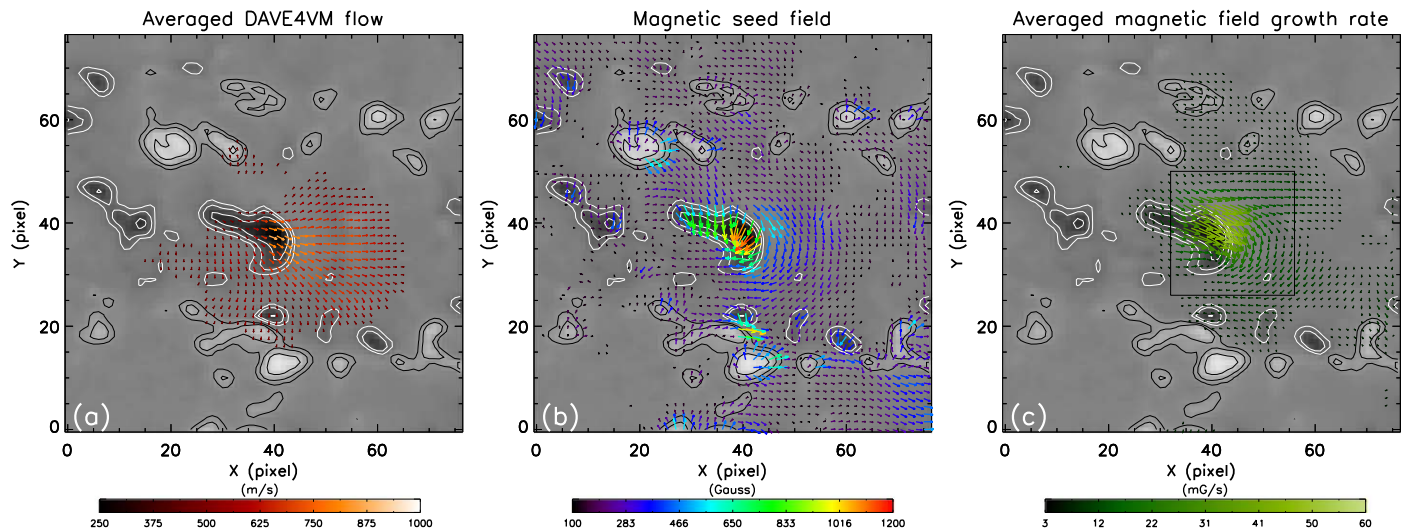 Averaged DAVE4VM flow
Magnetic seed field
Averaged magnetic field growth rate
Y (pixel)
60
40
20
0
(a)
0 20 40 60
X (pixel)
(m/s)
250 375 500 625 750 875 1000
Y (pixel)
60
40
20
0
(b)
0 20 40 60
X (pixel)
(Gauss)
100 283 466 650 833 1016 1200
Y (pixel)
60
40
20
0
(c)
0 20 40 60
X (pixel)
(mG/s)
3 12 21 31 41 50 60